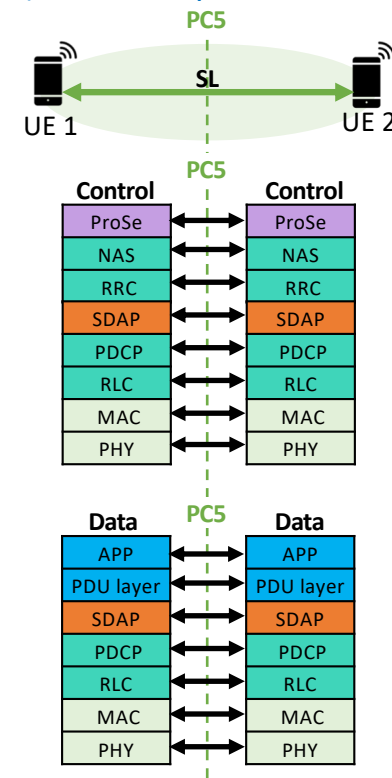 PC5
SL
UE 1 UE 2
PC5
Control Control
ProSe ProSe
NAS NAS
RRC RRC
SDAP SDAP
PDCP PDCP
RLC RLC
MAC MAC
PHY PHY
PC5
Data Data
APP APP
PDU layer PDU layer
SDAP SDAP
PDCP PDCP
RLC RLC
MAC MAC
PHY PHY